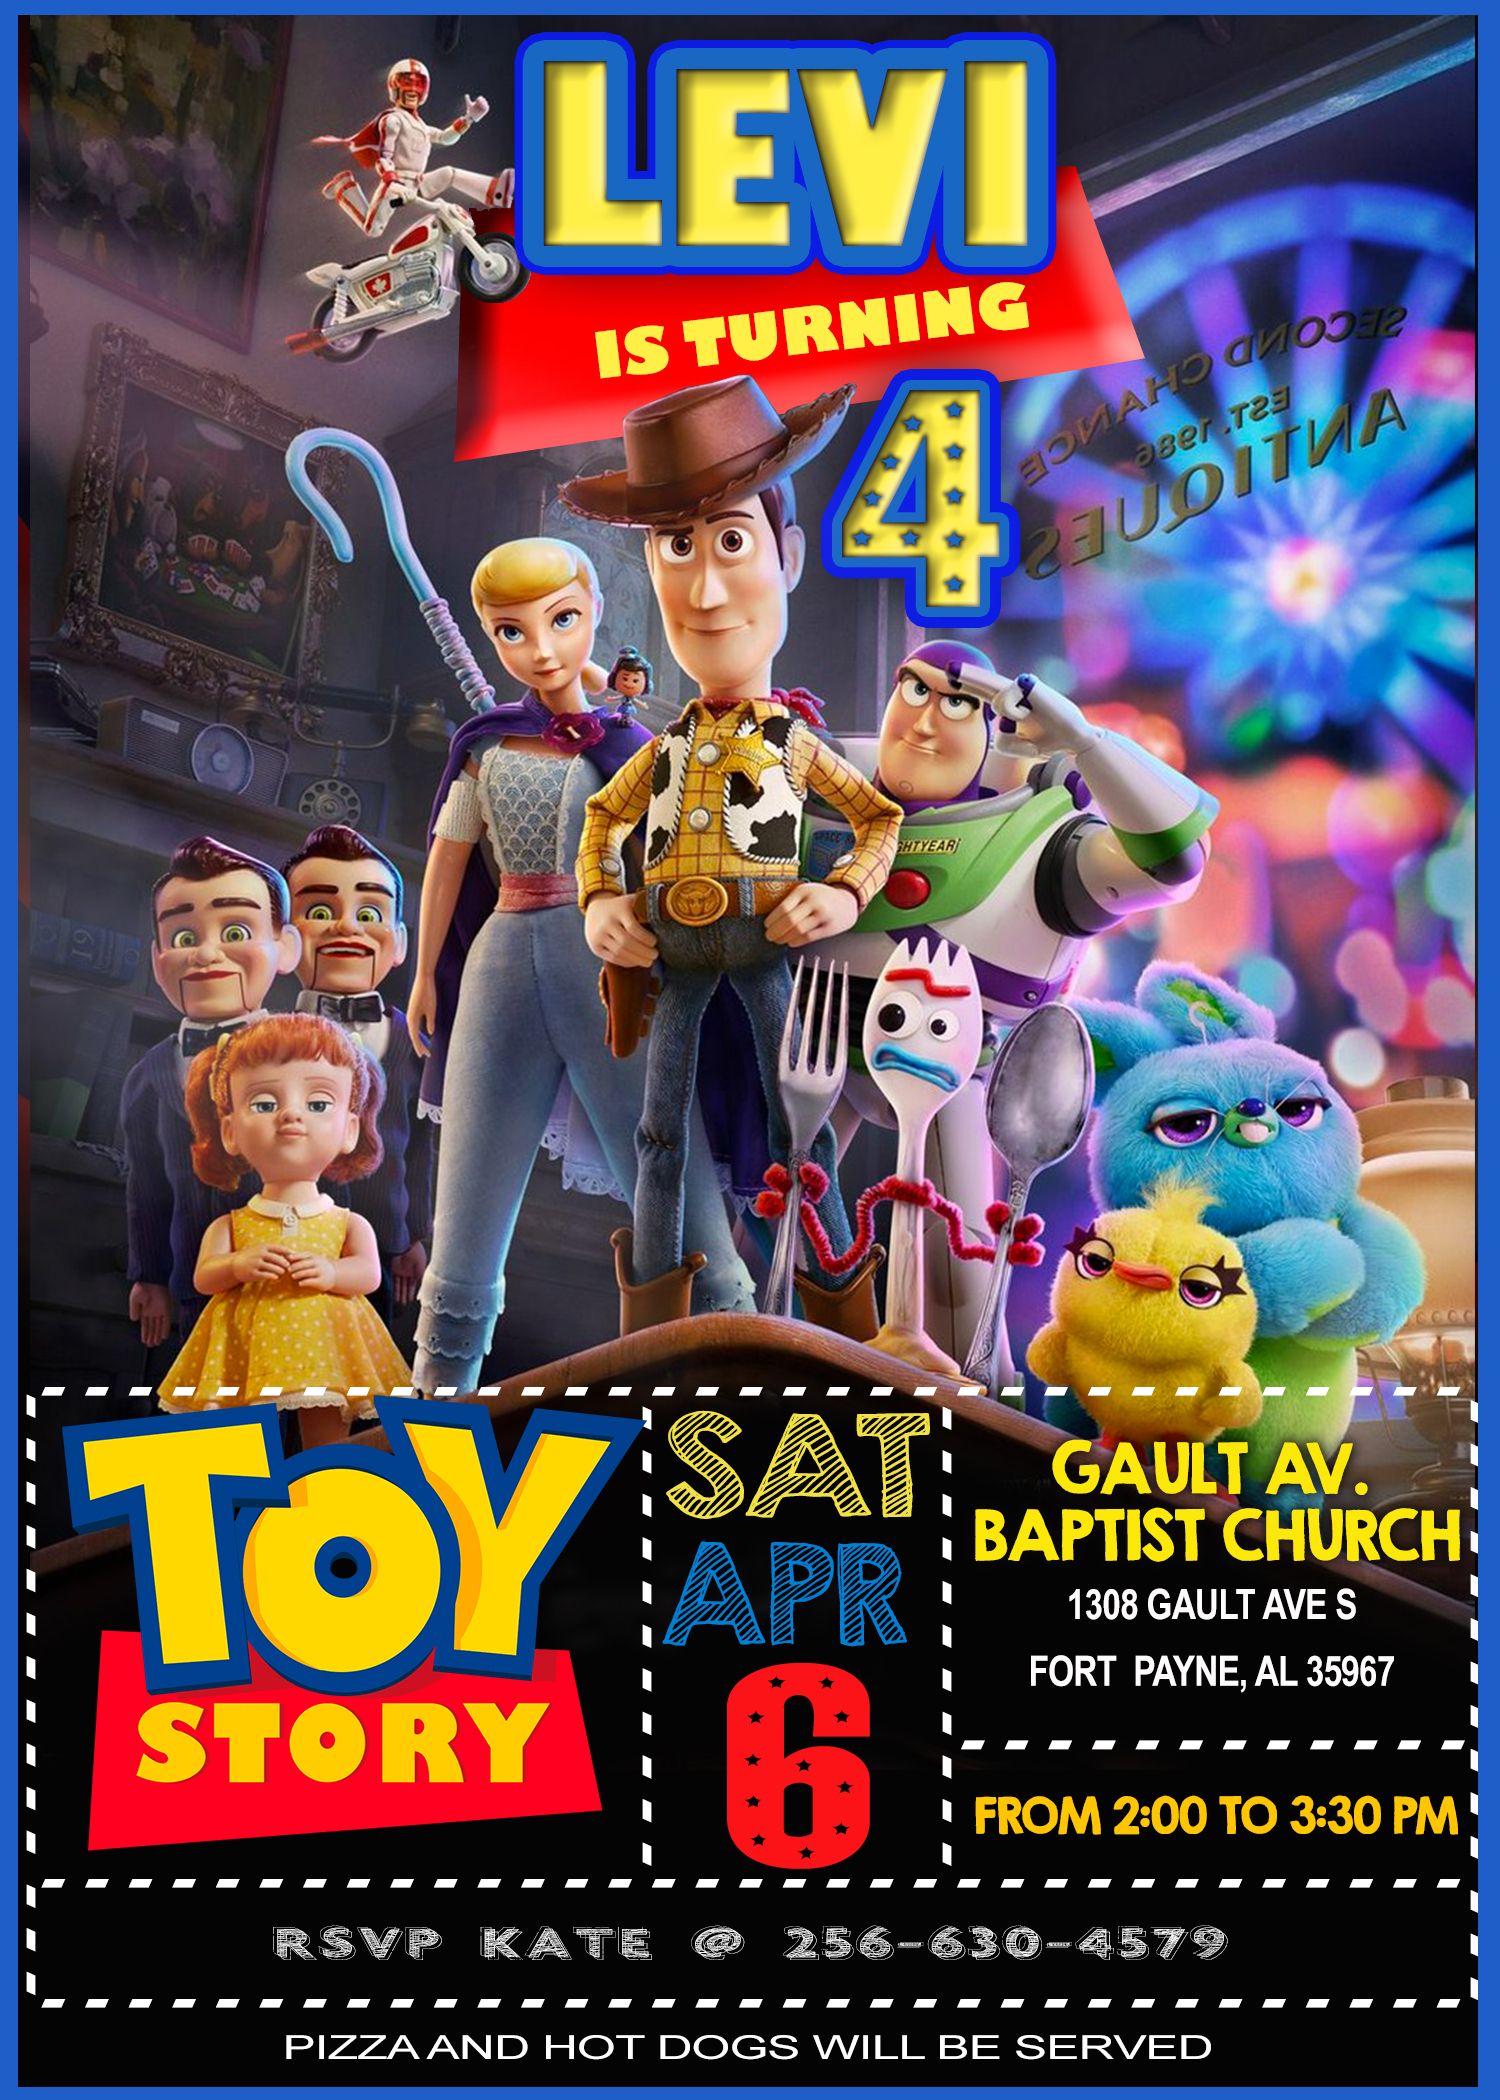 LEVI
IS TURNING
4
SECOND CHANCE
EST. 1986
ANTIQUES
GHTYEAR
TOY
STORY
SAT
APR
6
GAULT AV.
BAPTIST CHURCH
1308 GAULT AVE S
FORT PAYNE, AL 35967
FROM 2:00 TO 3:30 PM
RSVP KATE @ 256-630-4579
PIZZA AND HOT DOGS WILL BE SERVED